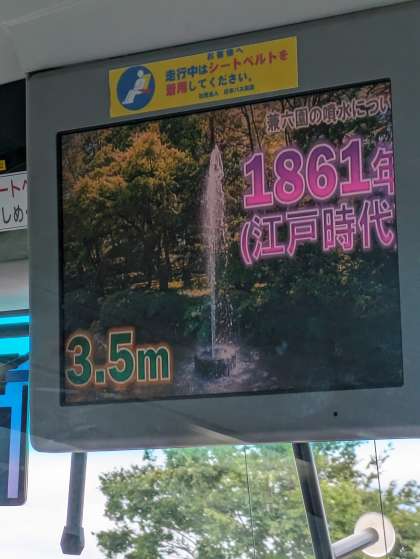 お客様へ
走行中はシートベルトを
着用してください。
兼六園の噴水につい
1861年
(江戸時代
3.5m